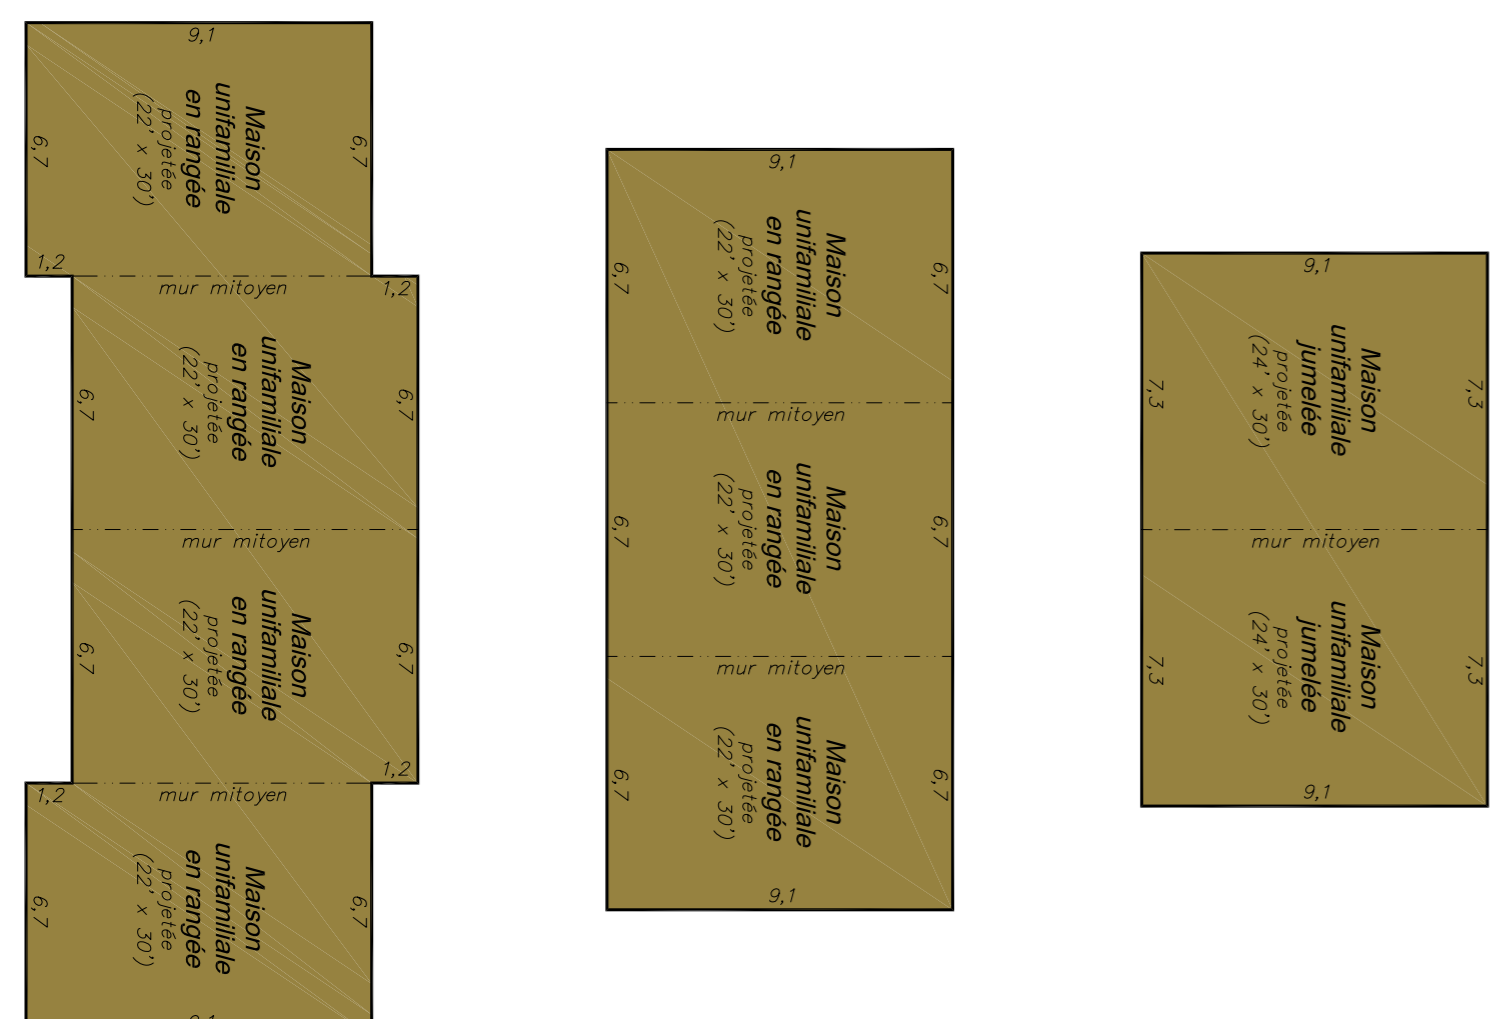 9,1
Maison
unifamiliale
en rangée
projetée
(22' x 30')
6,7
6,7
1,2
mur mitoyen
1,2
Maison
unifamiliale
en rangée
projetée
(22' x 30')
6,7
6,7
mur mitoyen
Maison
unifamiliale
en rangée
projetée
(22' x 30')
6,7
6,7
1,2
1,2
mur mitoyen
Maison
unifamiliale
en rangée
projetée
(22' x 30')
6,7
6,7
9,1
Maison
unifamiliale
en rangée
projetée
(22' x 30')
6,7
6,7
mur mitoyen
Maison
unifamiliale
en rangée
projetée
(22' x 30')
6,7
6,7
mur mitoyen
Maison
unifamiliale
en rangée
projetée
(22' x 30')
6,7
6,7
9,1
9,1
Maison
unifamiliale
jumelée
projetée
(24' x 30')
7,3
7,3
mur mitoyen
Maison
unifamiliale
jumelée
projetée
(24' x 30')
7,3
7,3
9,1